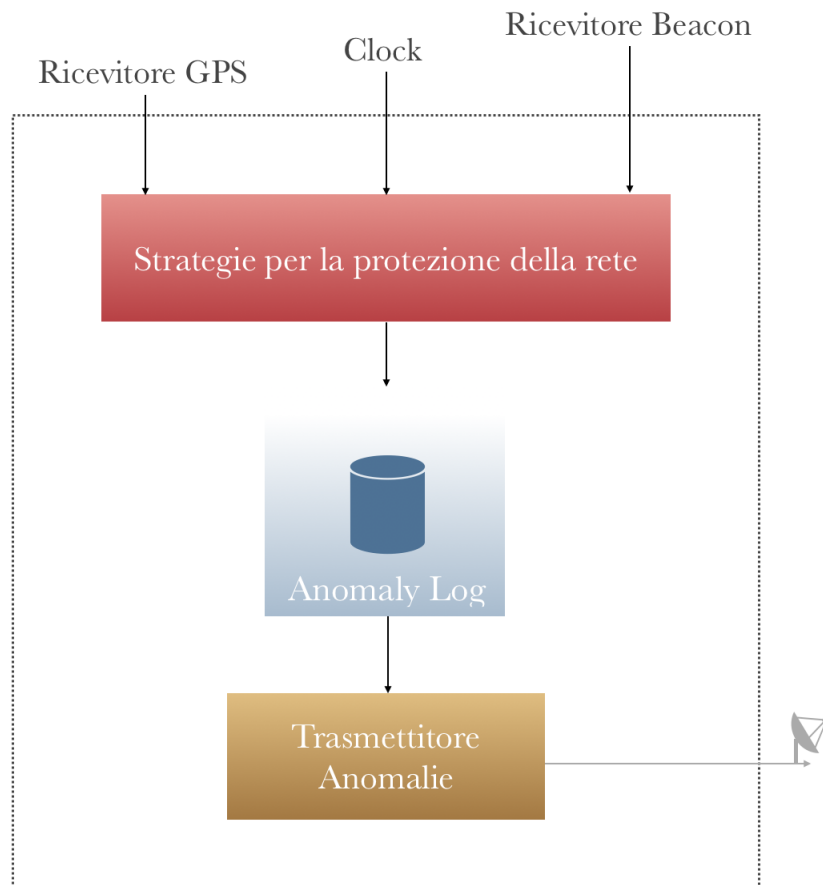 Ricevitore Beacon
Clock
Ricevitore GPS
Strategie per la protezione della rete
Anomaly Log
Trasmettitore
Anomalie